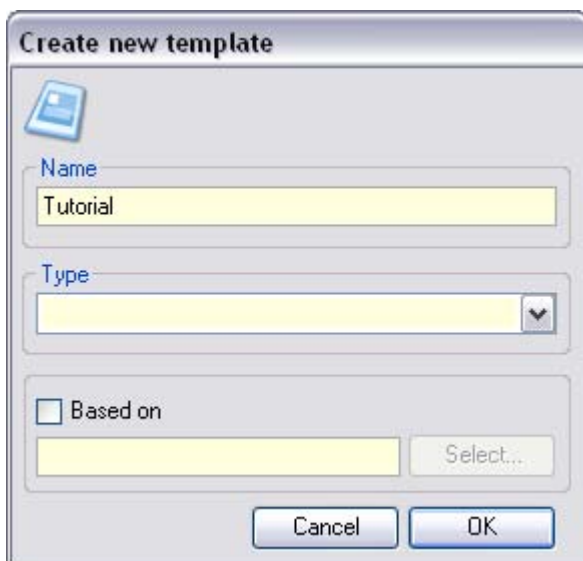 Create new template
Name
Tutorial
Type
Based on
Select...
Cancel OK